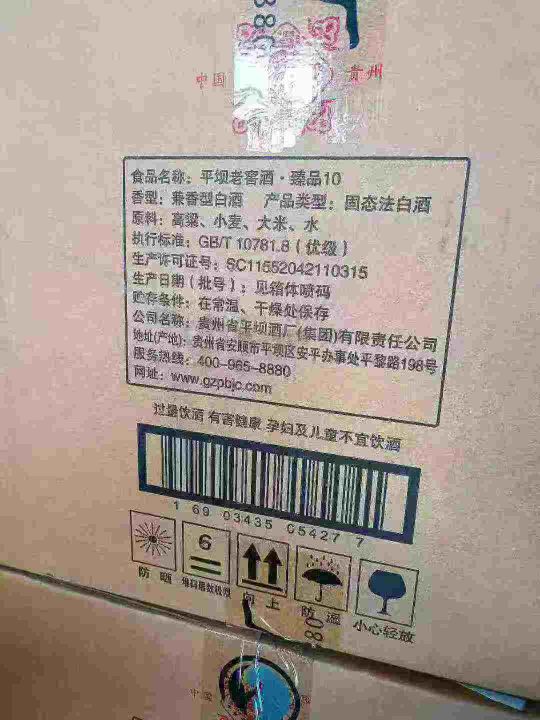 中国 贵州
食品名称：平坝老窖酒·臻品10
香型：兼香型白酒 产品类型：固态法白酒
原料：高粱、小麦、大米、水
执行标准：GB/T 10781.8（优级）
生产许可证号：SC11552042110315
生产日期（批号）：见箱体喷码
贮存条件：在常温、干燥处保存
公司名称：贵州省平坝酒厂(集团)有限责任公司
地址(产地)：贵州省安顺市平坝区安平办事处平黎路198号
服务热线：400-965-8880
网址：www.gzpbjc.com
过量饮酒 有害健康 孕妇及儿童不宜饮酒
1 69 03435 05427 7
6
防 晒 堆码层数极限 向 上 防 湿 小心轻放
中国